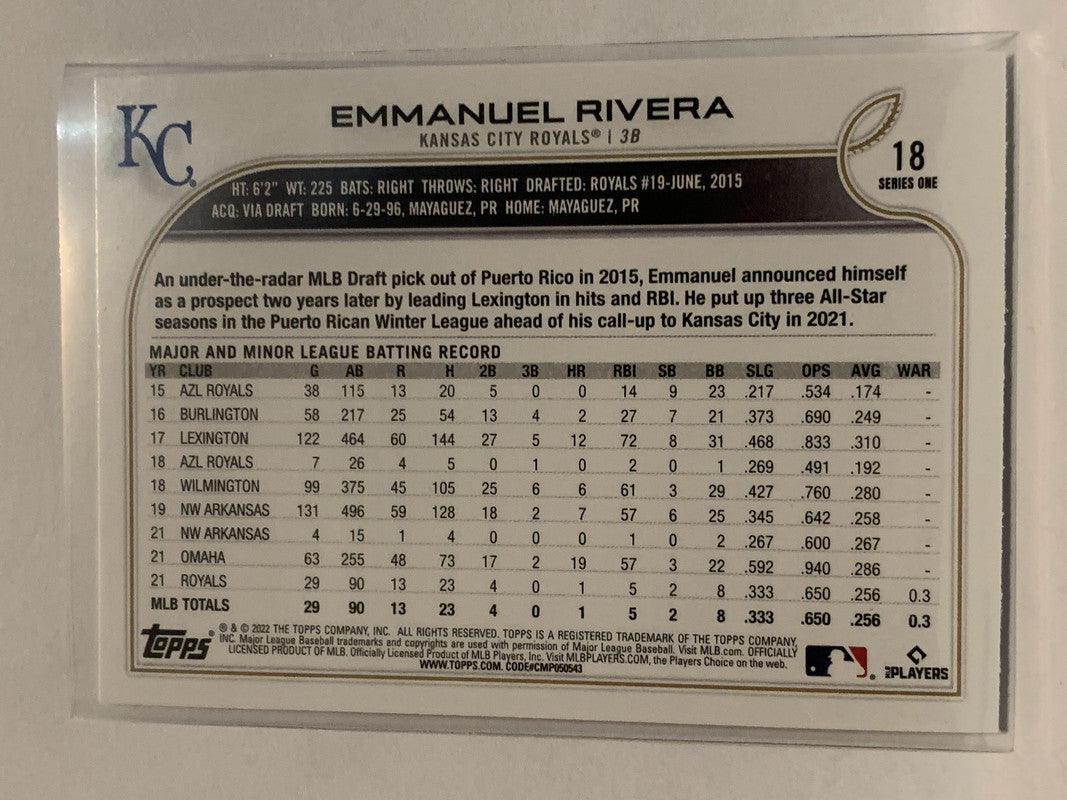 KC
EMMANUEL RIVERA
KANSAS CITY ROYALS® | 3B
18
SERIES ONE
HT: 6'2" WT: 225 BATS: RIGHT THROWS: RIGHT DRAFTED: ROYALS #19-JUNE, 2015
ACQ: VIA DRAFT BORN: 6-29-96, MAYAGUEZ, PR HOME: MAYAGUEZ, PR
An under-the-radar MLB Draft pick out of Puerto Rico in 2015, Emmanuel announced himself
as a prospect two years later by leading Lexington in hits and RBI. He put up three All-Star
seasons in the Puerto Rican Winter League ahead of his call-up to Kansas City in 2021.
MAJOR AND MINOR LEAGUE BATTING RECORD
YR CLUB G AB R H 2B 3B HR RBI SB BB SLG OPS AVG WAR
15 AZL ROYALS 38 115 13 20 5 0 0 14 9 23 .217 .534 .174 -
16 BURLINGTON 58 217 25 54 13 4 2 27 7 21 .373 .690 .249 -
17 LEXINGTON 122 464 60 144 27 5 12 72 8 31 .468 .833 .310 -
18 AZL ROYALS 7 26 4 5 0 1 0 2 0 1 .269 .491 .192 -
18 WILMINGTON 99 375 45 105 25 6 6 61 3 29 .427 .760 .280 -
19 NW ARKANSAS 131 496 59 128 18 2 7 57 6 25 .345 .642 .258 -
21 NW ARKANSAS 4 15 1 4 0 0 0 1 0 2 .267 .600 .267 -
21 OMAHA 63 255 48 73 17 2 19 57 3 22 .592 .940 .286 -
21 ROYALS 29 90 13 23 4 0 1 5 2 8 .333 .650 .256 0.3
MLB TOTALS 29 90 13 23 4 0 1 5 2 8 .333 .650 .256 0.3
Topps®
® & © 2022 THE TOPPS COMPANY, INC. ALL RIGHTS RESERVED. TOPPS IS A REGISTERED TRADEMARK OF THE TOPPS COMPANY,
INC. Major League Baseball trademarks and copyrights are used with permission of Major League Baseball. Visit MLB.com. OFFICIALLY
LICENSED PRODUCT OF MLB. Officially Licensed Product of MLB Players, Inc. Visit MLBPLAYERS.COM, the Players Choice on the web.
WWW.TOPPS.COM. CODE#CMP050543
MLB PLAYERS